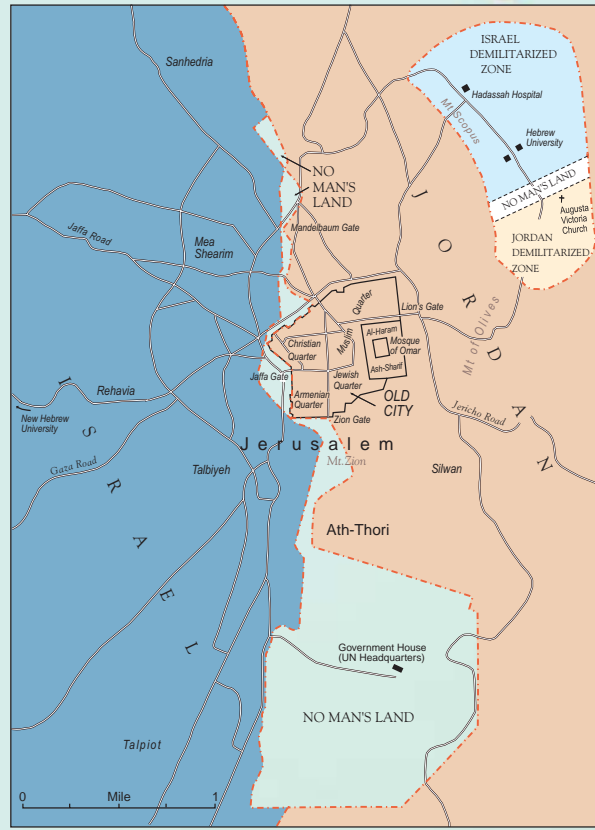 ISRAEL
DEMILITARIZED
ZONE
Sanhedria
Hadassah Hospital
Mt Scopus
Hebrew
University
NO
MAN'S
LAND
NO MAN'S LAND
Augusta
Victoria
Church
JORDAN
DEMILITARIZED
ZONE
Mandelbaum Gate
Jaffa Road
Mea
Shearim
JORDAN
Mt of Olives
Lion's Gate
Muslim Quarter
Al-Haram
Mosque
of Omar
Ash-Sharif
Christian
Quarter
Jaffa Gate
Jewish
Quarter
Armenian
Quarter
OLD
CITY
Zion Gate
Jericho Road
Rehavia
New Hebrew
University
ISRAEL
Gaza Road
Jerusalem
Mt.Zion
Talbiyeh
Silwan
Ath-Thori
Government House
(UN Headquarters)
NO MAN'S LAND
Talpiot
0 Mile 1